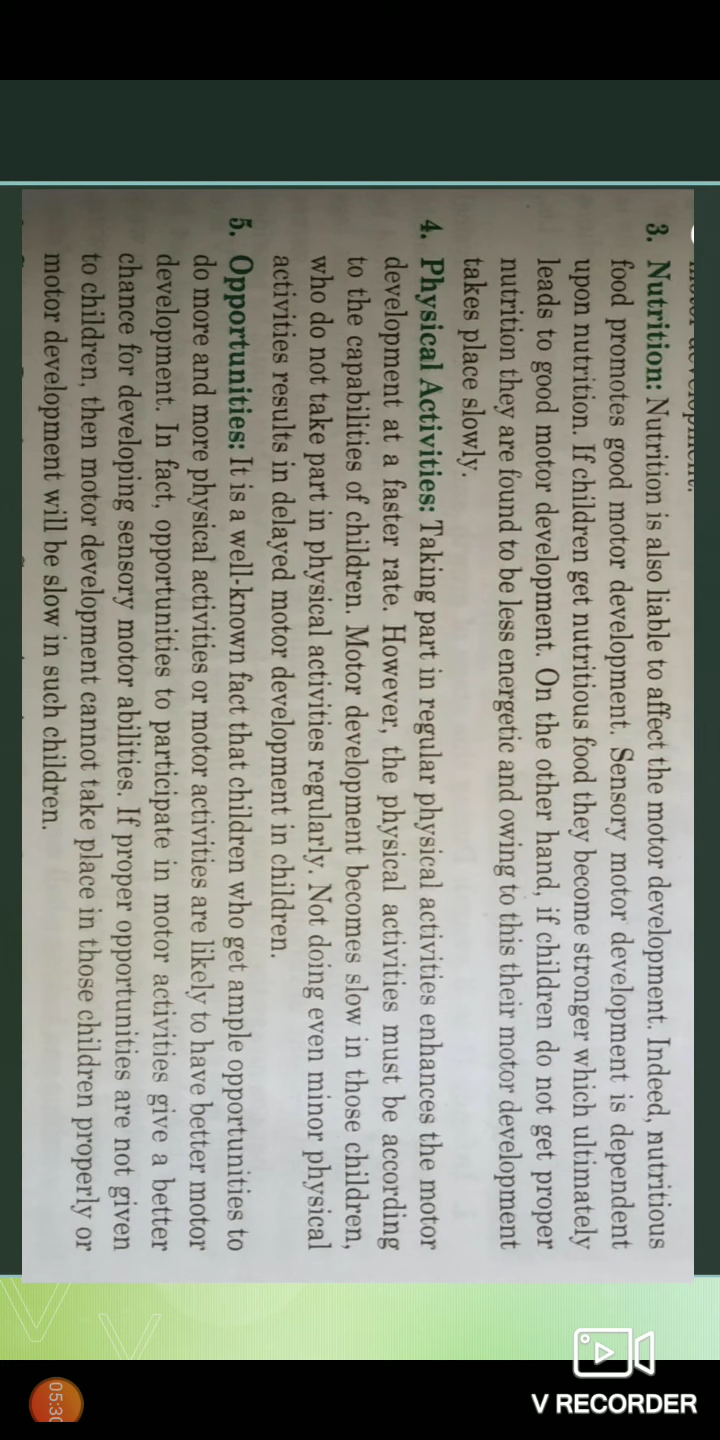 motor development.
3. Nutrition: Nutrition is also liable to affect the motor development. Indeed, nutritious
food promotes good motor development. Sensory motor development is dependent
upon nutrition. If children get nutritious food they become stronger which ultimately
leads to good motor development. On the other hand, if children do not get proper
nutrition they are found to be less energetic and owing to this their motor development
takes place slowly.
4. Physical Activities: Taking part in regular physical activities enhances the motor
development at a faster rate. However, the physical activities must be according
to the capabilities of children. Motor development becomes slow in those children,
who do not take part in physical activities regularly. Not doing even minor physical
activities results in delayed motor development in children.
5. Opportunities: It is a well-known fact that children who get ample opportunities to
do more and more physical activities or motor activities are likely to have better motor
development. In fact, opportunities to participate in motor activities give a better
chance for developing sensory motor abilities. If proper opportunities are not given
to children, then motor development cannot take place in those children properly or
motor development will be slow in such children.
V RECORDER